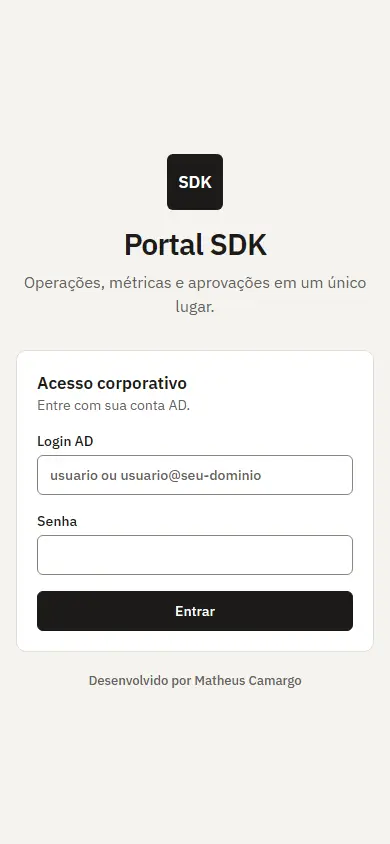 SDK
Portal SDK
Operações, métricas e aprovações em um único
lugar.
Acesso corporativo
Entre com sua conta AD.
Login AD
usuario ou usuario@seu-dominio
Senha
Entrar
Desenvolvido por Matheus Camargo